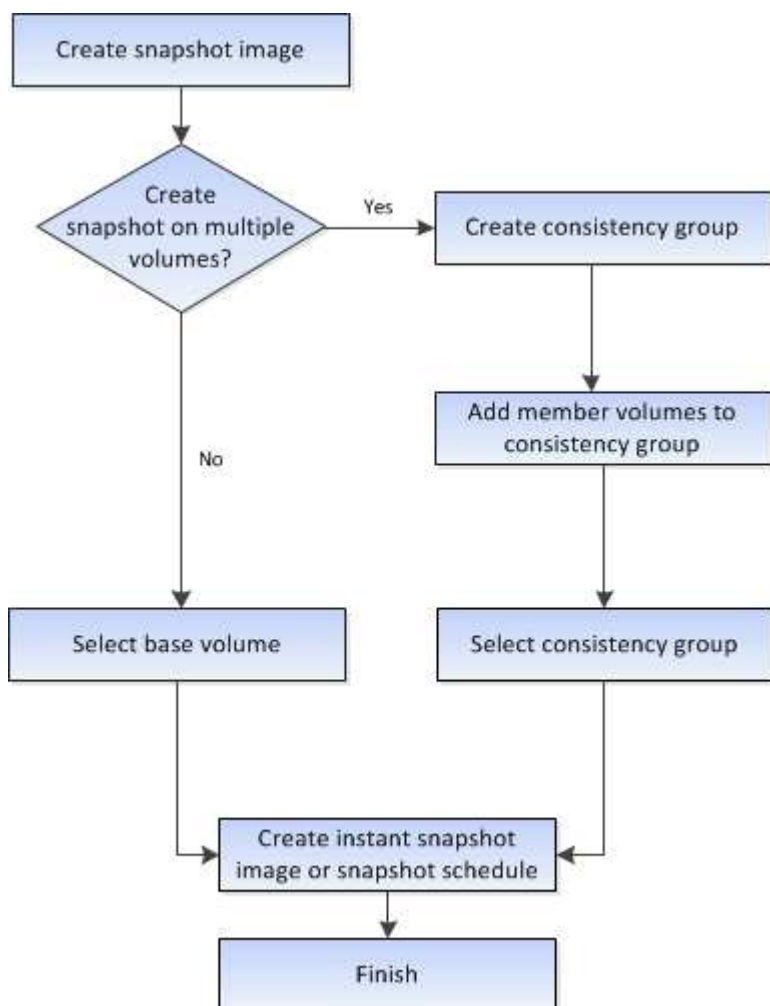 Create snapshot image
Create
snapshot on multiple
volumes?
Yes
Create consistency group
Add member volumes to
consistency group
No
Select base volume
Select consistency group
Create instant snapshot
image or snapshot schedule
Finish